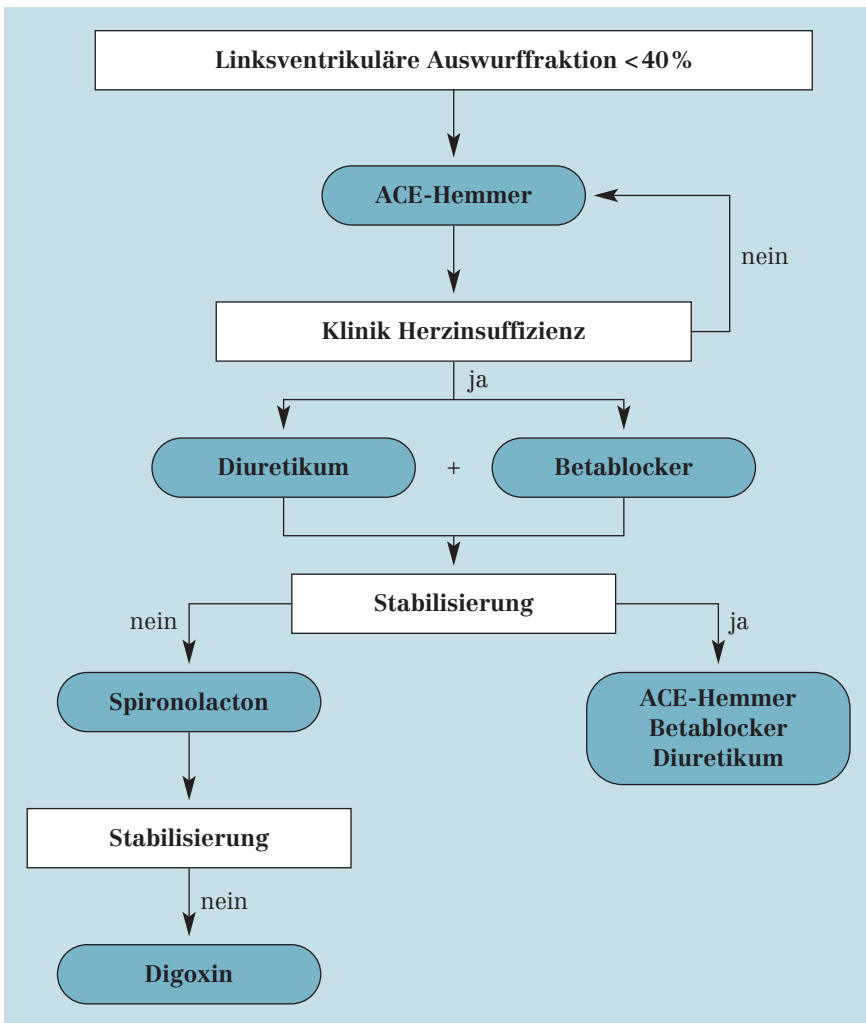 Linksventrikuläre Auswurffraktion <40%
ACE-Hemmer
nein
Klinik Herzinsuffizienz
ja
Diuretikum + Betablocker
Stabilisierung
nein
ja
Spironolacton
ACE-Hemmer
Betablocker
Diuretikum
Stabilisierung
nein
Digoxin